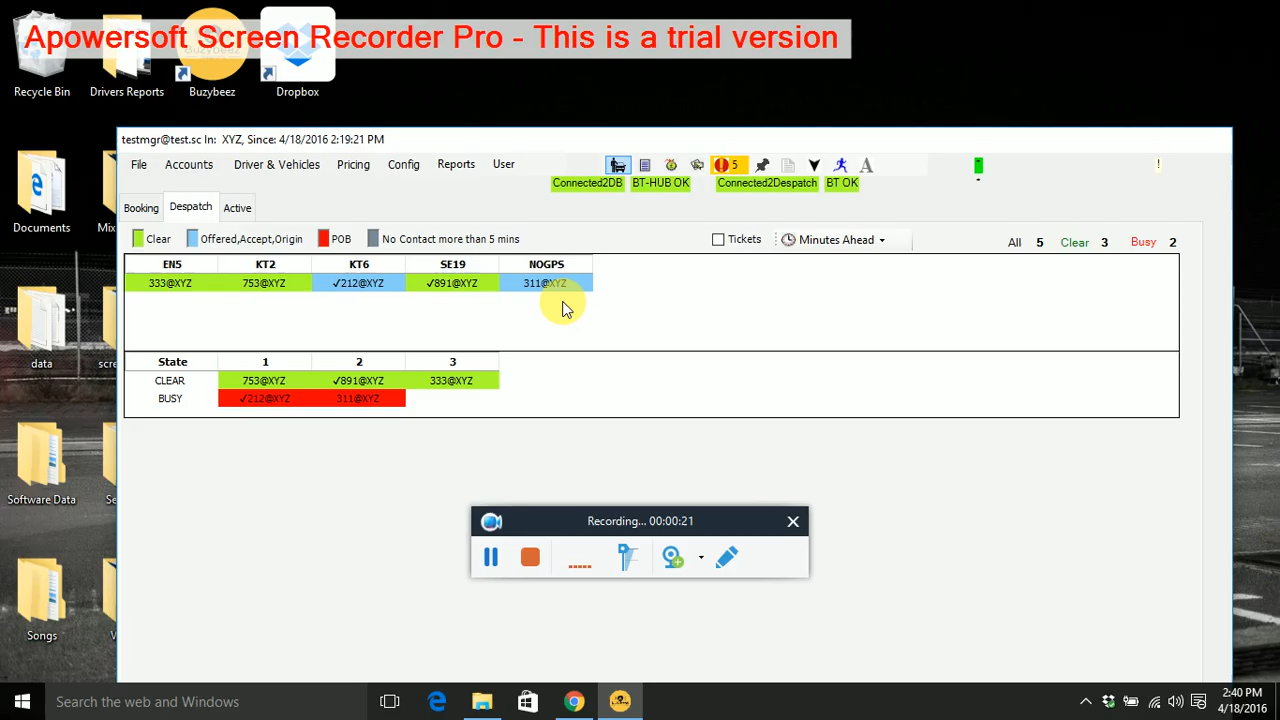 Apowersoft Screen Recorder Pro - This is a trial version
Buzybeez
Recycle Bin
Drivers Reports
Buzybeez
Dropbox
testmgr@test.sc In: XYZ, Since: 4/18/2016 2:19:21 PM
File Accounts Driver & Vehicles Pricing Config Reports User 5 A !
Connected2DB BT-HUB OK Connected2Despatch BT OK
Documents
Mix
Booking Despatch Active
Clear Offered,Accept,Origin POB No Contact more than 5 mins Tickets Minutes Ahead All 5 Clear 3 Busy 2
EN5 KT2 KT6 SE19 NOGPS
333@XYZ 753@XYZ ✓212@XYZ ✓891@XYZ 311@XYZ
data
scre
State 1 2 3
CLEAR 753@XYZ ✓891@XYZ 333@XYZ
BUSY ✓212@XYZ 311@XYZ
Software Data
Se
Recording... 00:00:21
Songs
V
Search the web and Windows
2:40 PM
4/18/2016